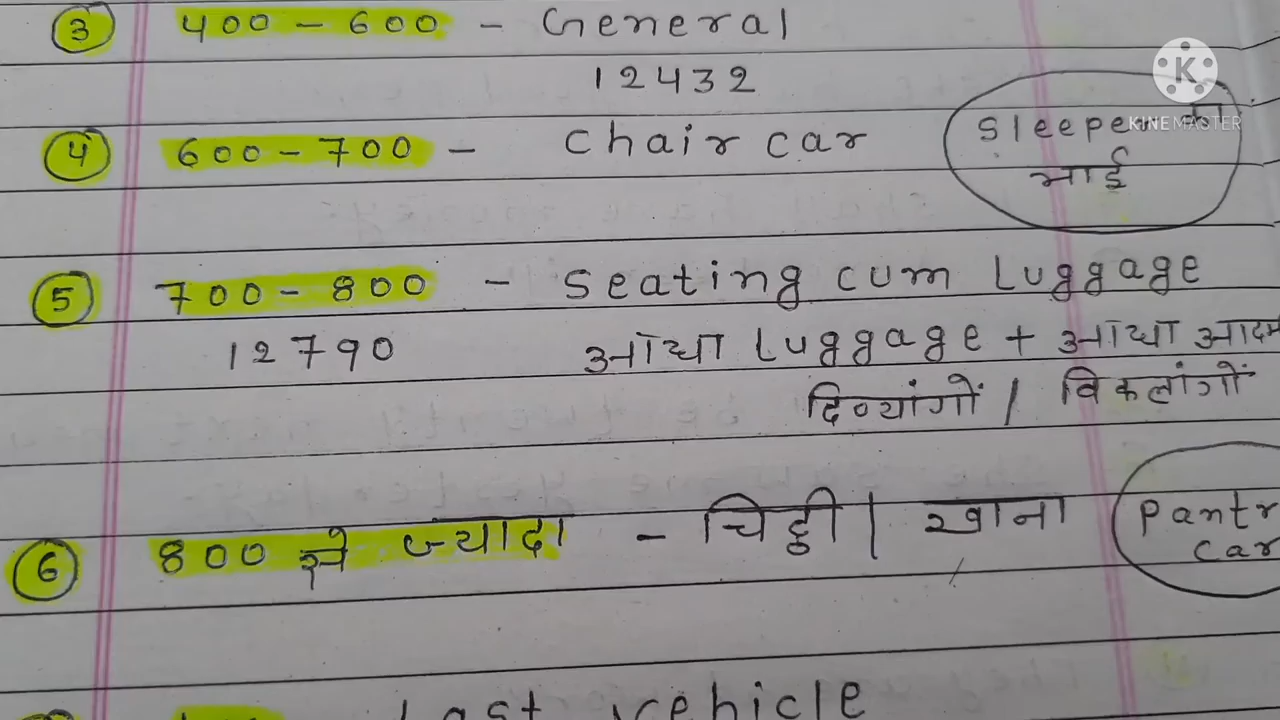 ③ 400 - 600 - General
12432
④ 600 - 700 - Chair car
Sleeper का
भाई
KINEMASTER
⑤ 700 - 800 - Seating cum Luggage
12790 आधा Luggage + आधा आदम
दिव्यांगों / विकलांगों
⑥ 800 से ज्यादा - चिट्ठी / खाना
Pantr
car
Last vehicle